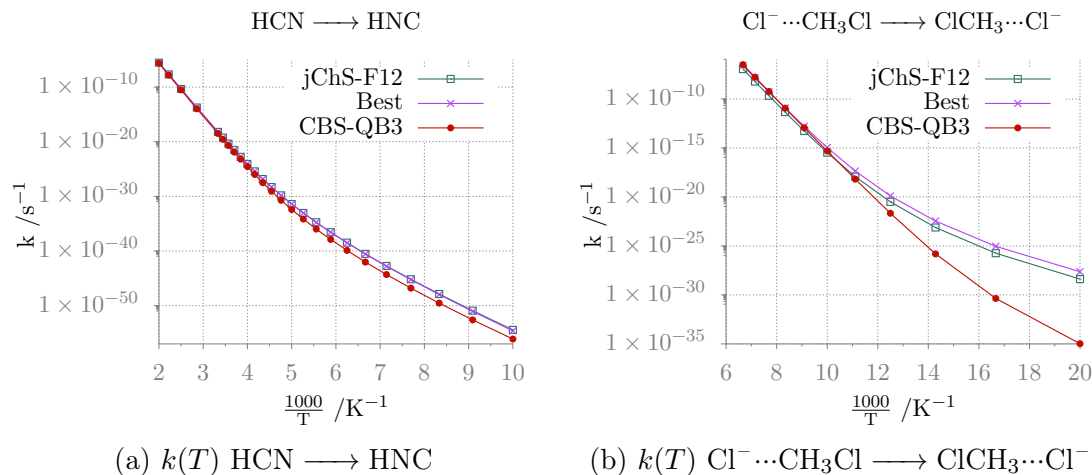 HCN ⟶ HNC
k /s⁻¹
1 × 10⁻¹⁰
1 × 10⁻²⁰
1 × 10⁻³⁰
1 × 10⁻⁴⁰
1 × 10⁻⁵⁰
jChS-F12
Best
CBS-QB3
2 3 4 5 6 7 8 9 10
1000/T /K⁻¹
(a) k(T) HCN ⟶ HNC
Cl⁻···CH₃Cl ⟶ ClCH₃···Cl⁻
k /s⁻¹
1 × 10⁻¹⁰
1 × 10⁻¹⁵
1 × 10⁻²⁰
1 × 10⁻²⁵
1 × 10⁻³⁰
1 × 10⁻³⁵
jChS-F12
Best
CBS-QB3
6 8 10 12 14 16 18 20
1000/T /K⁻¹
(b) k(T) Cl⁻···CH₃Cl ⟶ ClCH₃···Cl⁻